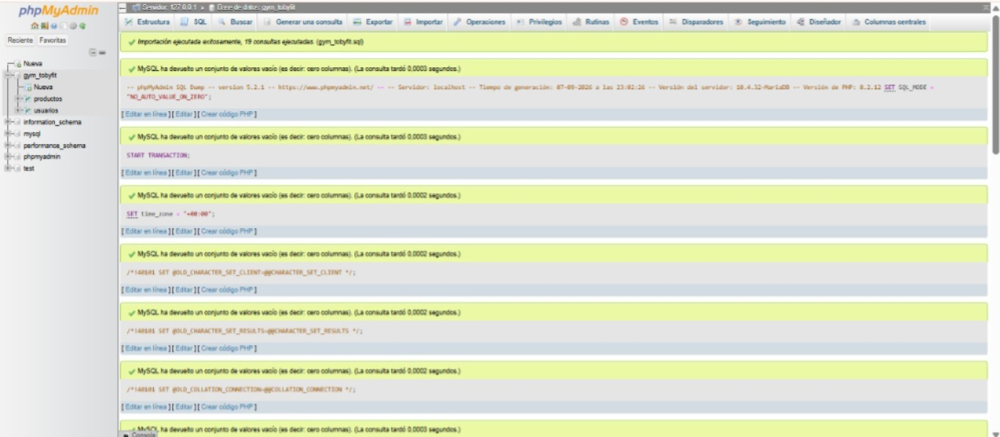 phpMyAdmin
Reciente Favoritas
Nueva
gym_tobyfit
Nueva
productos
usuarios
information_schema
mysql
performance_schema
phpmyadmin
test
Servidor: 127.0.0.1 » Base de datos: gym_tobyfit
Estructura SQL Buscar Generar una consulta Exportar Importar Operaciones Privilegios Rutinas Eventos Disparadores Seguimiento Diseñador Columnas centrales
Importación ejecutada exitosamente, 19 consultas ejecutadas. (gym_tobyfit.sql)
MySQL ha devuelto un conjunto de valores vacío (es decir: cero columnas). (La consulta tardó 0,0003 segundos.)
-- phpMyAdmin SQL Dump -- version 5.2.1 -- https://www.phpmyadmin.net/ -- -- Servidor: localhost -- Tiempo de generación: 07-09-2026 a las 23:02:26 -- Versión del servidor: 10.4.32-MariaDB -- Versión de PHP: 8.2.12 SET SQL_MODE =
"NO_AUTO_VALUE_ON_ZERO";
[ Editar en línea ] [ Editar ] [ Crear código PHP ]
MySQL ha devuelto un conjunto de valores vacío (es decir: cero columnas). (La consulta tardó 0,0003 segundos.)
START TRANSACTION;
[ Editar en línea ] [ Editar ] [ Crear código PHP ]
MySQL ha devuelto un conjunto de valores vacío (es decir: cero columnas). (La consulta tardó 0,0002 segundos.)
SET time_zone = "+00:00";
[ Editar en línea ] [ Editar ] [ Crear código PHP ]
MySQL ha devuelto un conjunto de valores vacío (es decir: cero columnas). (La consulta tardó 0,0002 segundos.)
/*!40101 SET @OLD_CHARACTER_SET_CLIENT=@@CHARACTER_SET_CLIENT */;
[ Editar en línea ] [ Editar ] [ Crear código PHP ]
MySQL ha devuelto un conjunto de valores vacío (es decir: cero columnas). (La consulta tardó 0,0002 segundos.)
/*!40101 SET @OLD_CHARACTER_SET_RESULTS=@@CHARACTER_SET_RESULTS */;
[ Editar en línea ] [ Editar ] [ Crear código PHP ]
MySQL ha devuelto un conjunto de valores vacío (es decir: cero columnas). (La consulta tardó 0,0002 segundos.)
/*!40101 SET @OLD_COLLATION_CONNECTION=@@COLLATION_CONNECTION */;
[ Editar en línea ] [ Editar ] [ Crear código PHP ]
MySQL ha devuelto un conjunto de valores vacío (es decir: cero columnas). (La consulta tardó 0,0003 segundos.)
Consola